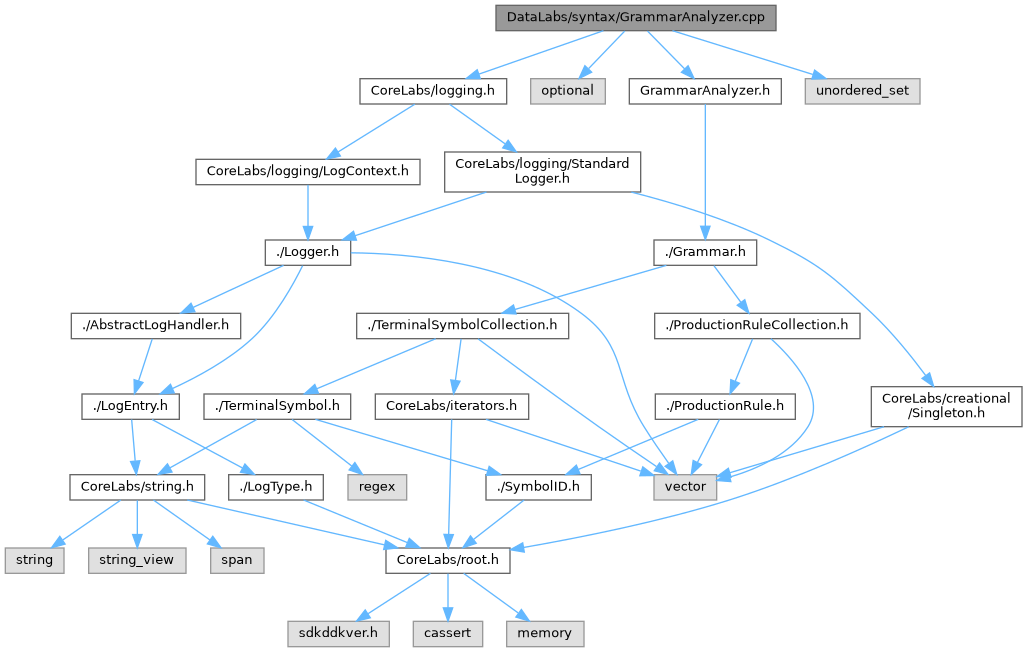 DataLabs/syntax/GrammarAnalyzer.cpp
CoreLabs/logging.h
optional
GrammarAnalyzer.h
unordered_set
CoreLabs/logging/LogContext.h
CoreLabs/logging/Standard
Logger.h
./Logger.h
./Grammar.h
./AbstractLogHandler.h
./TerminalSymbolCollection.h
./ProductionRuleCollection.h
./LogEntry.h
./TerminalSymbol.h
CoreLabs/iterators.h
./ProductionRule.h
CoreLabs/creational
/Singleton.h
CoreLabs/string.h
./LogType.h
regex
./SymbolID.h
vector
string
string_view
span
CoreLabs/root.h
sdkddkver.h
cassert
memory